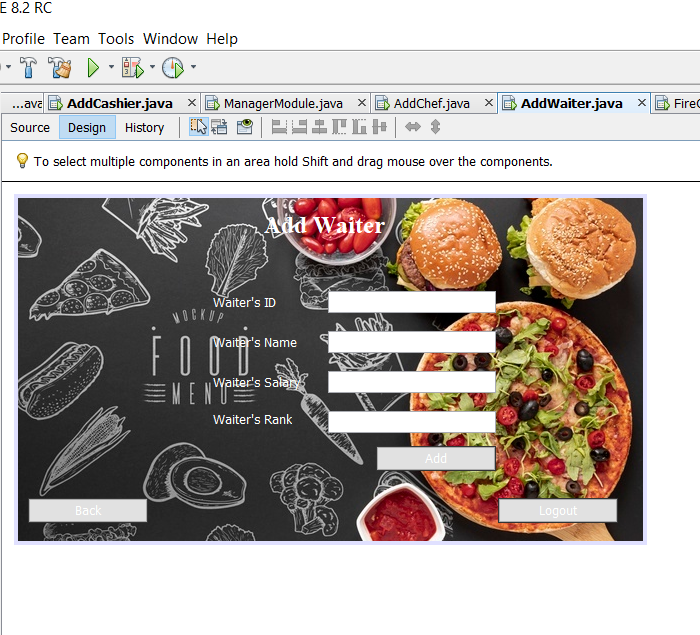 E 8.2 RC
Profile Team Tools Window Help
...ava AddCashier.java ManagerModule.java AddChef.java AddWaiter.java Fire
Source Design History
To select multiple components in an area hold Shift and drag mouse over the components.
Add Waiter
Waiter's ID
MOCKUP
FOOD
MENU
Waiter's Name
Waiter's Salary
Waiter's Rank
Add
Back
Logout